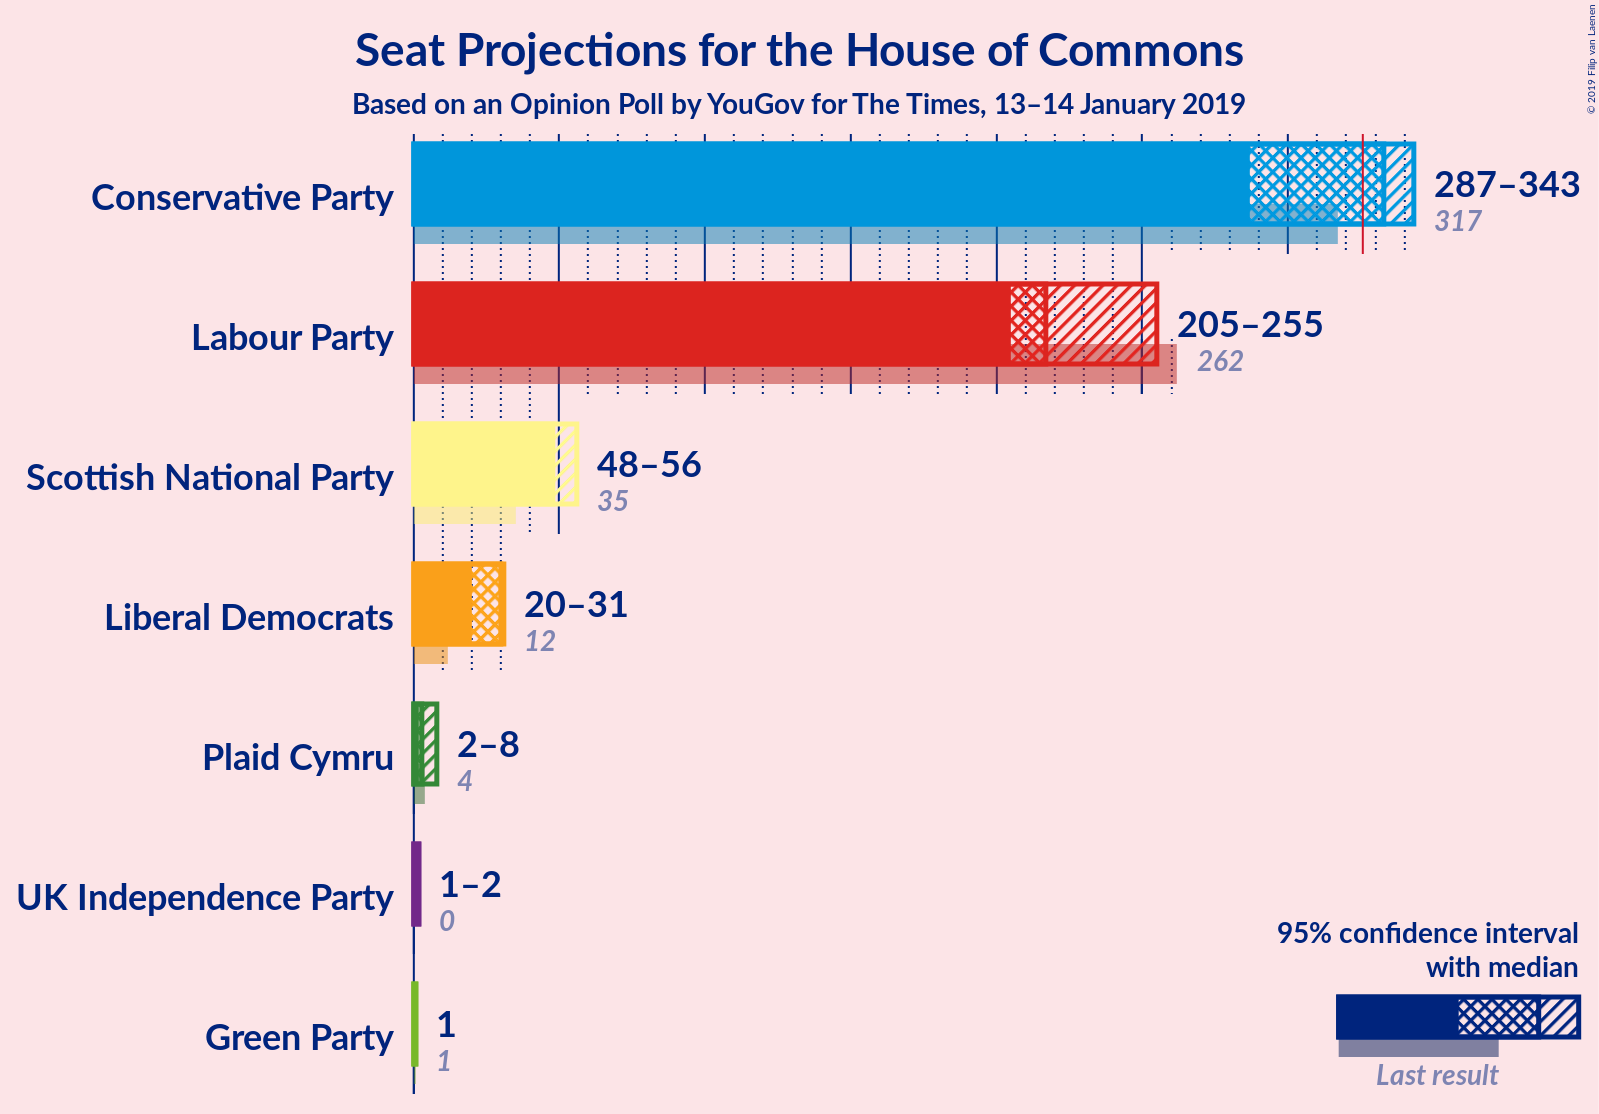 Seat Projections for the House of Commons
Based on an Opinion Poll by YouGov for The Times, 13–14 January 2019
© 2019 Filip van Laenen
Conservative Party
287–343
317
Labour Party
205–255
262
Scottish National Party
48–56
35
Liberal Democrats
20–31
12
Plaid Cymru
2–8
4
UK Independence Party
1–2
0
Green Party
1
1
95% confidence interval
with median
Last result